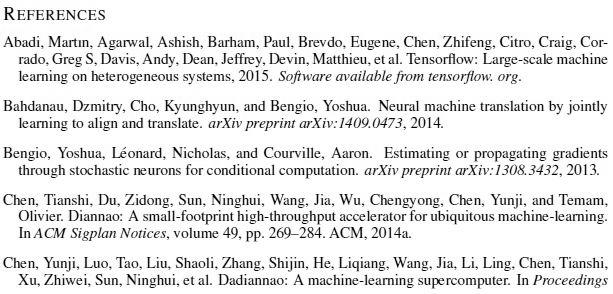 REFERENCES
Abadi, Martın, Agarwal, Ashish, Barham, Paul, Brevdo, Eugene, Chen, Zhifeng, Citro, Craig, Cor-
rado, Greg S, Davis, Andy, Dean, Jeffrey, Devin, Matthieu, et al. Tensorflow: Large-scale machine
learning on heterogeneous systems, 2015. Software available from tensorflow. org.
Bahdanau, Dzmitry, Cho, Kyunghyun, and Bengio, Yoshua. Neural machine translation by jointly
learning to align and translate. arXiv preprint arXiv:1409.0473, 2014.
Bengio, Yoshua, Léonard, Nicholas, and Courville, Aaron. Estimating or propagating gradients
through stochastic neurons for conditional computation. arXiv preprint arXiv:1308.3432, 2013.
Chen, Tianshi, Du, Zidong, Sun, Ninghui, Wang, Jia, Wu, Chengyong, Chen, Yunji, and Temam,
Olivier. Diannao: A small-footprint high-throughput accelerator for ubiquitous machine-learning.
In ACM Sigplan Notices, volume 49, pp. 269–284. ACM, 2014a.
Chen, Yunji, Luo, Tao, Liu, Shaoli, Zhang, Shijin, He, Liqiang, Wang, Jia, Li, Ling, Chen, Tianshi,
Xu, Zhiwei, Sun, Ninghui, et al. Dadiannao: A machine-learning supercomputer. In Proceedings